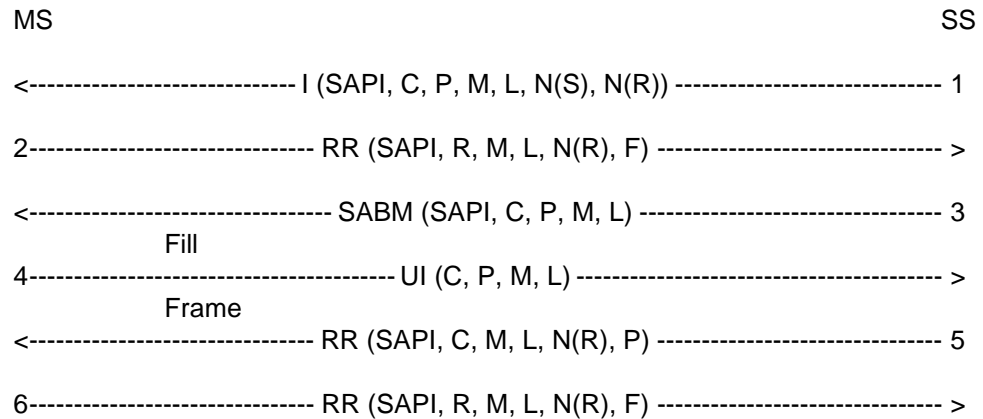 MS SS
<------------------------------ I (SAPI, C, P, M, L, N(S), N(R)) ------------------------------ 1
2-------------------------------- RR (SAPI, R, M, L, N(R), F) -------------------------------- >
<---------------------------------- SABM (SAPI, C, P, M, L) ---------------------------------- 3
Fill
4----------------------------------------- UI (C, P, M, L) ----------------------------------------- >
Frame
<-------------------------------- RR (SAPI, C, M, L, N(R), P) -------------------------------- 5
6-------------------------------- RR (SAPI, R, M, L, N(R), F) -------------------------------- >